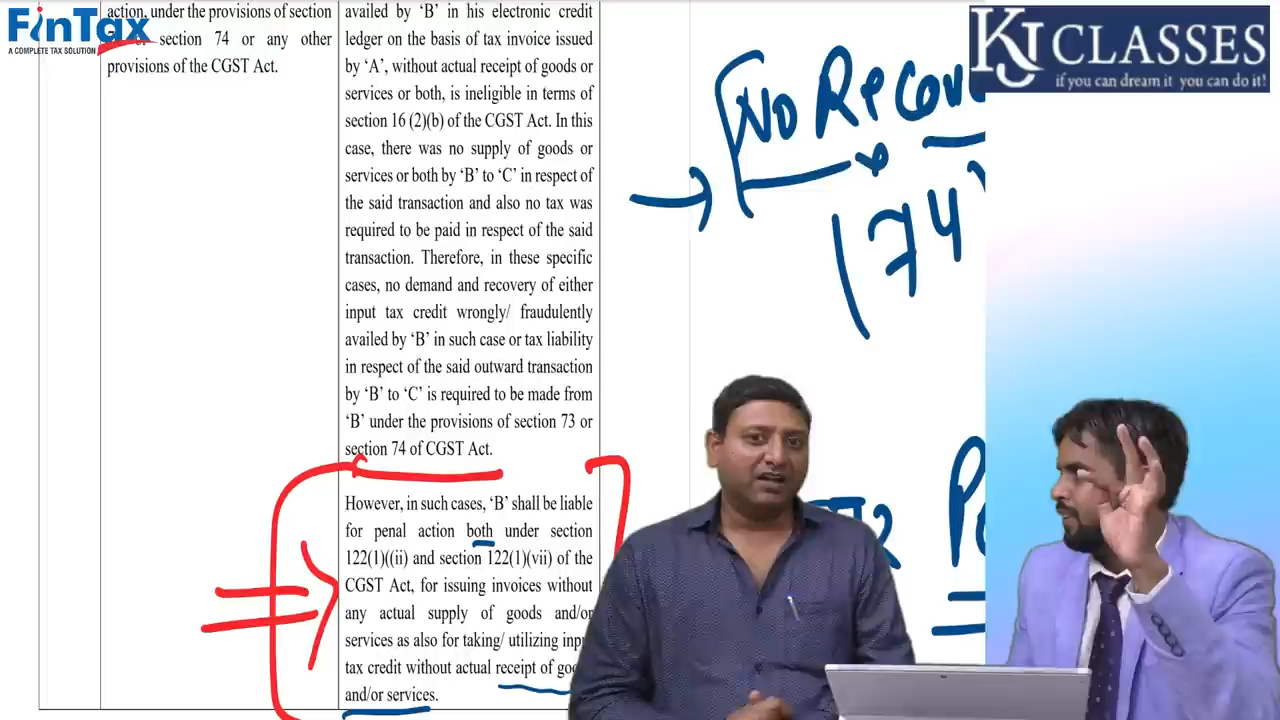 FinTax
A COMPLETE TAX SOLUTION
action, under the provisions of section
section 74 or any other
provisions of the CGST Act.
availed by ‘B’ in his electronic credit
ledger on the basis of tax invoice issued
by ‘A’, without actual receipt of goods or
services or both, is ineligible in terms of
section 16 (2)(b) of the CGST Act. In this
case, there was no supply of goods or
services or both by ‘B’ to ‘C’ in respect of
the said transaction and also no tax was
required to be paid in respect of the said
transaction. Therefore, in these specific
cases, no demand and recovery of either
input tax credit wrongly/ fraudulently
availed by ‘B’ in such case or tax liability
in respect of the said outward transaction
by ‘B’ to ‘C’ is required to be made from
‘B’ under the provisions of section 73 or
section 74 of CGST Act.
However, in such cases, ‘B’ shall be liable
for penal action both under section
122(1)((ii) and section 122(1)(vii) of the
CGST Act, for issuing invoices without
any actual supply of goods and/or
services as also for taking/ utilizing inpu
tax credit without actual receipt of goo
and/or services.
No Recov
74
KJ CLASSES
if you can dream it you can do it!